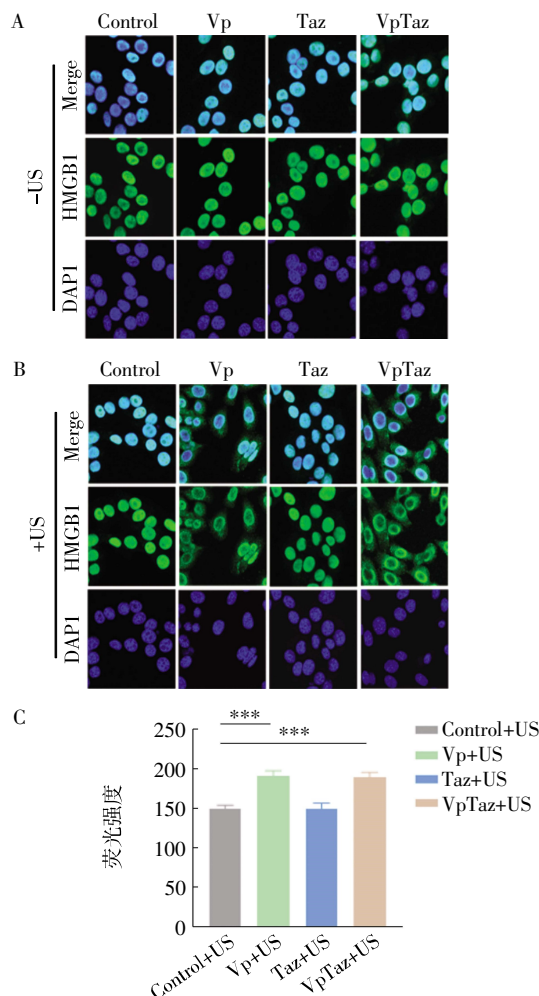 A
Control Vp Taz VpTaz
−US
Merge
HMGB1
DAP1
B
Control Vp Taz VpTaz
+US
Merge
HMGB1
DAP1
C
***
***
250
200
150
100
50
0
荧光强度
Control+US
Vp+US
Taz+US
VpTaz+US
Control+US
Vp+US
Taz+US
VpTaz+US